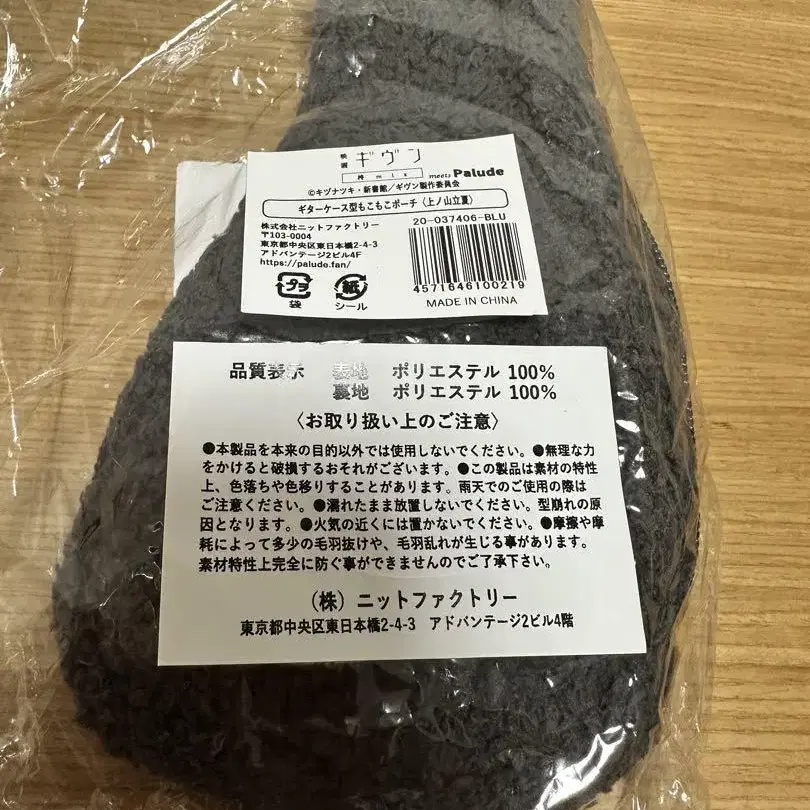 映画 ギヴン
柊mix meets Palude
©キヅナツキ・新書館/ギヴン製作委員会
ギターケース型もこもこポーチ〈上ノ山立夏〉
株式会社ニットファクトリー
〒103-0004
東京都中央区東日本橋2-4-3
アドバンテージ2ビル4F
https://palude.fan/
タヲ
袋
紙
シール
20-037406-BLU
4571646100219
MADE IN CHINA
品質表示 表地 ポリエステル 100%
裏地 ポリエステル 100%
〈お取り扱い上のご注意〉
●本製品を本来の目的以外では使用しないでください。●無理な力
をかけると破損するおそれがございます。●この製品は素材の特性
上、色落ちや色移りすることがあります。雨天でのご使用の際は
ご注意ください。●濡れたまま放置しないでください。型崩れの原
因となります。●火気の近くには置かないでください。●摩擦や摩
耗によって多少の毛羽抜けや、毛羽乱れが生じる事があります。
素材特性上完全に防ぐ事ができませんのでご了承下さい。
(株)ニットファクトリー
東京都中央区東日本橋2-4-3 アドバンテージ2ビル4階